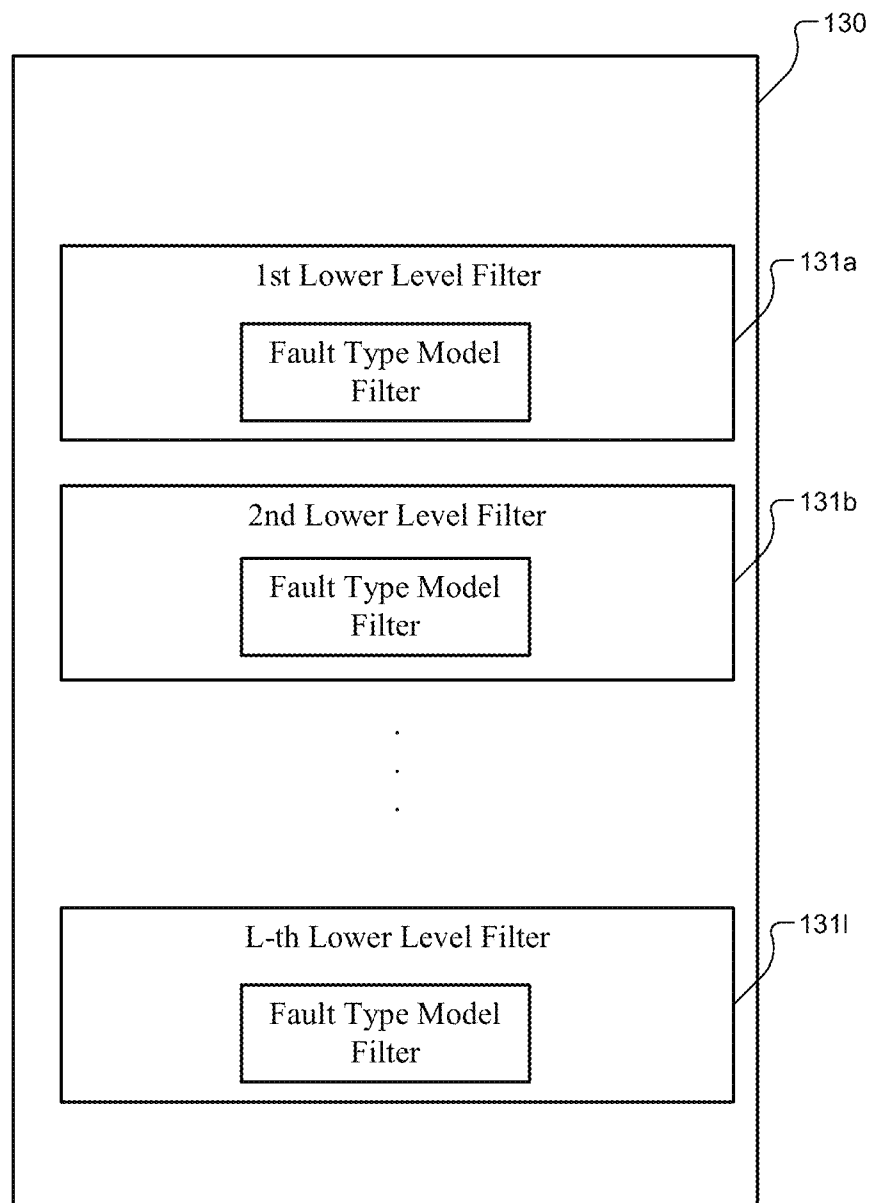 130
131a
1st Lower Level Filter
Fault Type Model
Filter
131b
2nd Lower Level Filter
Fault Type Model
Filter
.
.
.
131l
L-th Lower Level Filter
Fault Type Model
Filter